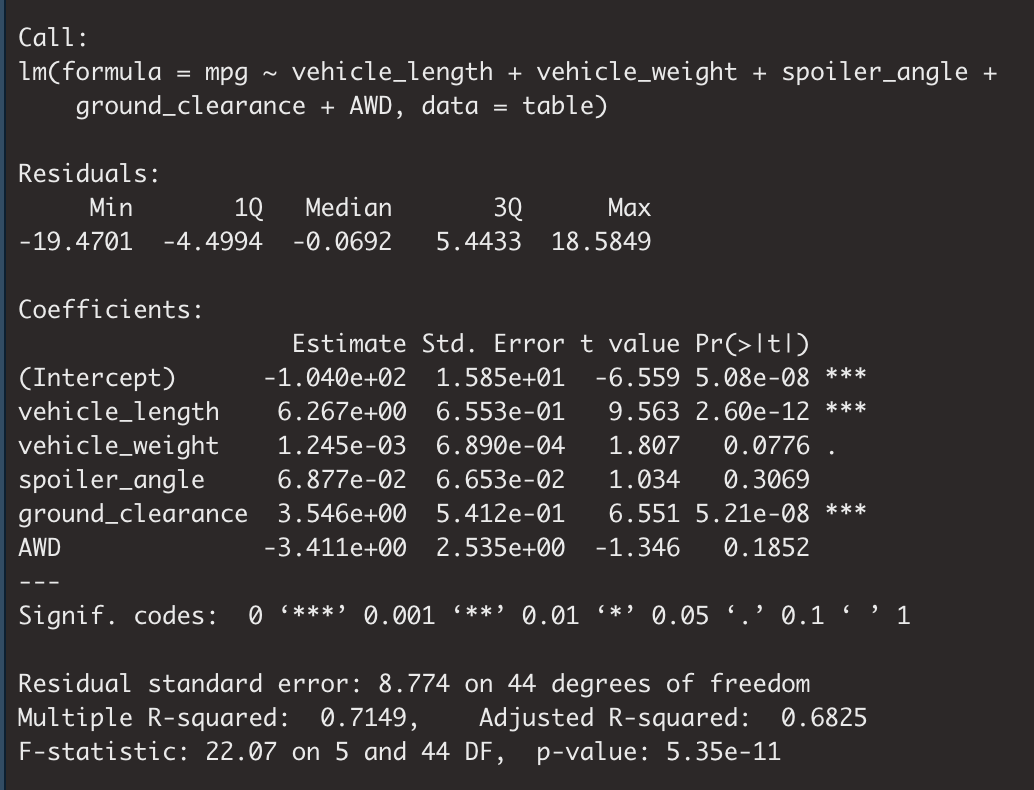 Call:
lm(formula = mpg ~ vehicle_length + vehicle_weight + spoiler_angle +
    ground_clearance + AWD, data = table)

Residuals:
     Min       1Q   Median       3Q      Max
-19.4701  -4.4994  -0.0692   5.4433  18.5849

Coefficients:
                   Estimate Std. Error t value Pr(>|t|)
(Intercept)      -1.040e+02  1.585e+01  -6.559 5.08e-08 ***
vehicle_length    6.267e+00  6.553e-01   9.563 2.60e-12 ***
vehicle_weight    1.245e-03  6.890e-04   1.807   0.0776 .
spoiler_angle     6.877e-02  6.653e-02   1.034   0.3069
ground_clearance  3.546e+00  5.412e-01   6.551 5.21e-08 ***
AWD              -3.411e+00  2.535e+00  -1.346   0.1852
---
Signif. codes:  0 ‘***’ 0.001 ‘**’ 0.01 ‘*’ 0.05 ‘.’ 0.1 ‘ ’ 1

Residual standard error: 8.774 on 44 degrees of freedom
Multiple R-squared:  0.7149,    Adjusted R-squared:  0.6825
F-statistic: 22.07 on 5 and 44 DF,  p-value: 5.35e-11